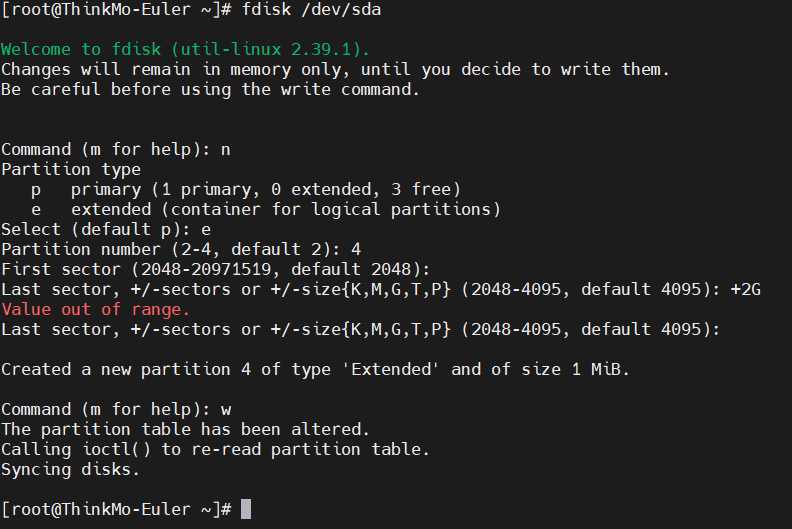 [root@ThinkMo-Euler ~]# fdisk /dev/sda
Welcome to fdisk (util-linux 2.39.1).
Changes will remain in memory only, until you decide to write them.
Be careful before using the write command.
Command (m for help): n
Partition type
   p   primary (1 primary, 0 extended, 3 free)
   e   extended (container for logical partitions)
Select (default p): e
Partition number (2-4, default 2): 4
First sector (2048-20971519, default 2048):
Last sector, +/-sectors or +/-size{K,M,G,T,P} (2048-4095, default 4095): +2G
Value out of range.
Last sector, +/-sectors or +/-size{K,M,G,T,P} (2048-4095, default 4095):
Created a new partition 4 of type 'Extended' and of size 1 MiB.
Command (m for help): w
The partition table has been altered.
Calling ioctl() to re-read partition table.
Syncing disks.
[root@ThinkMo-Euler ~]#